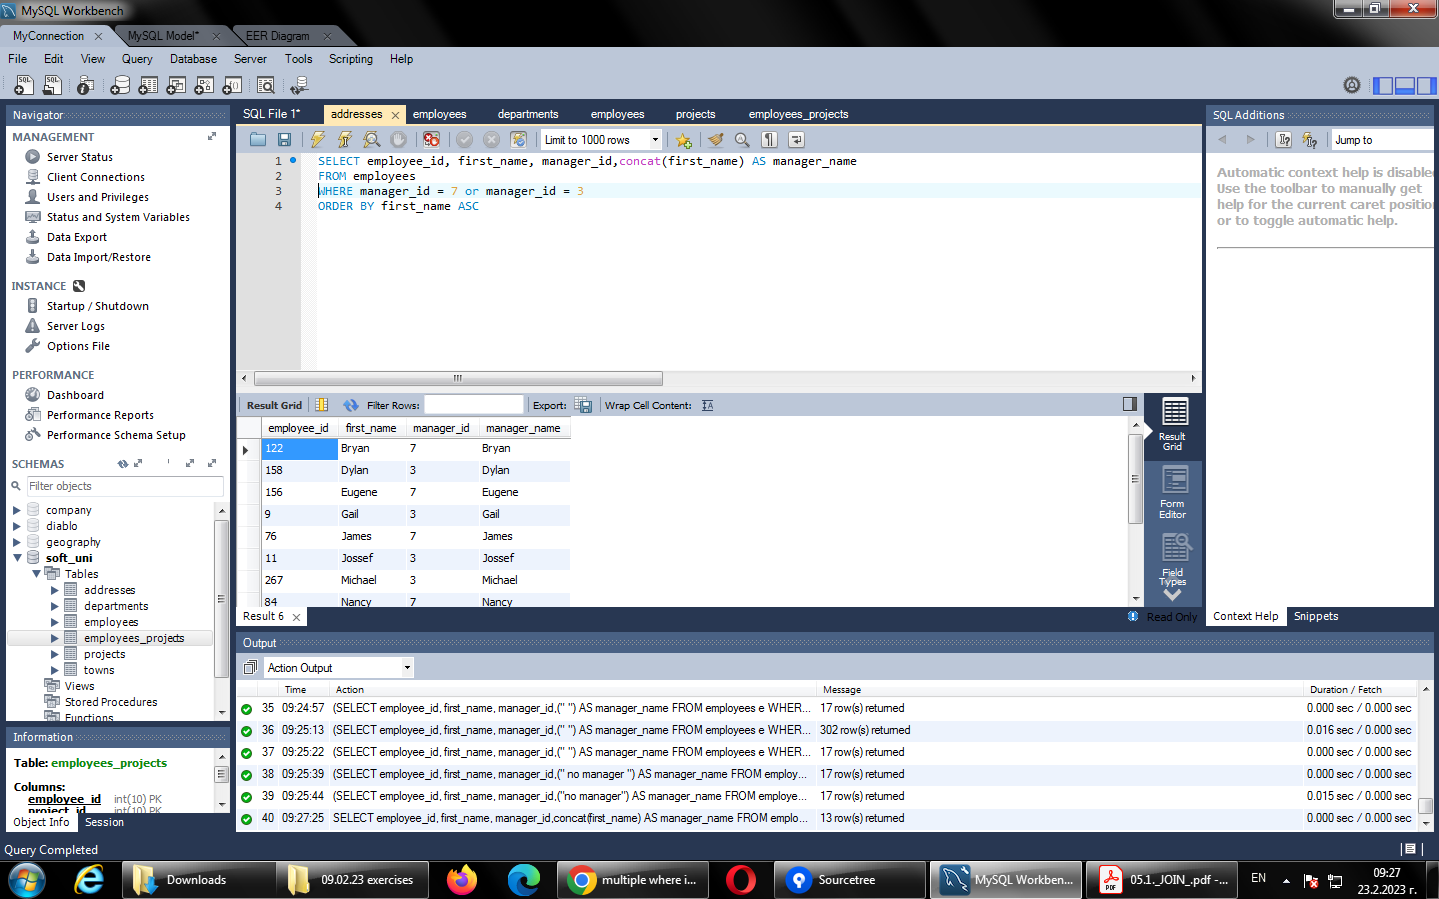 MySQL Workbench
MyConnection
MySQL Model*
EER Diagram
File Edit View Query Database Server Tools Scripting Help
Navigator
MANAGEMENT
Server Status
Client Connections
Users and Privileges
Status and System Variables
Data Export
Data Import/Restore
INSTANCE
Startup / Shutdown
Server Logs
Options File
PERFORMANCE
Dashboard
Performance Reports
Performance Schema Setup
SCHEMAS
Filter objects
company
diablo
geography
soft_uni
Tables
addresses
departments
employees
employees_projects
projects
towns
Views
Stored Procedures
Functions
Information
Table: employees_projects
Columns:
employee_id int(10) PK
project_id int(10) PK
Object Info Session
SQL File 1* addresses employees departments employees projects employees_projects
Limit to 1000 rows
1 SELECT employee_id, first_name, manager_id,concat(first_name) AS manager_name
2 FROM employees
3 WHERE manager_id = 7 or manager_id = 3
4 ORDER BY first_name ASC
Result Grid Filter Rows: Export: Wrap Cell Content:
employee_id first_name manager_id manager_name
122 Bryan 7 Bryan
158 Dylan 3 Dylan
156 Eugene 7 Eugene
9 Gail 3 Gail
76 James 7 James
11 Jossef 3 Jossef
267 Michael 3 Michael
84 Nancy 7 Nancy
Result
Grid
Form
Editor
Field
Types
Result 6
Read Only
SQL Additions
Jump to
Automatic context help is disabled
Use the toolbar to manually get
help for the current caret position
or to toggle automatic help.
Context Help Snippets
Output
Action Output
Time Action Message Duration / Fetch
35 09:24:57 (SELECT employee_id, first_name, manager_id,(" ") AS manager_name FROM employees e WHER... 17 row(s) returned 0.000 sec / 0.000 sec
36 09:25:13 (SELECT employee_id, first_name, manager_id,(" ") AS manager_name FROM employees e WHER... 302 row(s) returned 0.016 sec / 0.000 sec
37 09:25:22 (SELECT employee_id, first_name, manager_id,(" ") AS manager_name FROM employees e WHER... 17 row(s) returned 0.000 sec / 0.000 sec
38 09:25:39 (SELECT employee_id, first_name, manager_id,(" no manager ") AS manager_name FROM employ... 17 row(s) returned 0.000 sec / 0.000 sec
39 09:25:44 (SELECT employee_id, first_name, manager_id,("no manager") AS manager_name FROM employe... 17 row(s) returned 0.015 sec / 0.000 sec
40 09:27:25 SELECT employee_id, first_name, manager_id,concat(first_name) AS manager_name FROM emplo... 13 row(s) returned 0.000 sec / 0.000 sec
Query Completed
Downloads
09.02.23 exercises
multiple where i...
Sourcetree
MySQL Workben...
05.1._JOIN_.pdf -...
EN
09:27
23.2.2023 г.